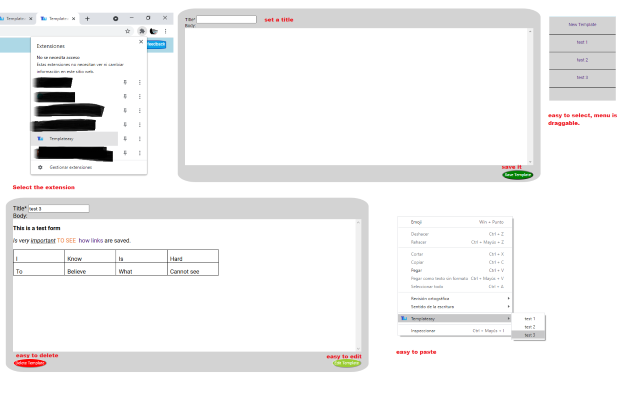 Templatea
Templatea
Feedback
Extensiones
No se necesita acceso
Estas extensiones no necesitan ver ni cambiar
información en este sitio web.
Templateasy
Gestionar extensiones
Select the extension
Title*
set a title
Body:
save it
Save Template
New Template
test 1
test 2
test 3
easy to select, menu is
draggable.
Title* test 3
Body:
This is a test form
Is very important TO SEE how links are saved.
I Know Is Hard
To Believe What Cannot see
easy to delete
Delete Template
easy to edit
Edit Template
Emoji Win + Punto
Deshacer Ctrl + Z
Rehacer Ctrl + Mayús + Z
Cortar Ctrl + X
Copiar Ctrl + C
Pegar Ctrl + V
Pegar como texto sin formato Ctrl + Mayús + V
Seleccionar todo Ctrl + A
Revisión ortográfica
Sentido de la escritura
Templateasy
Inspeccionar Ctrl + Mayús + I
test 1
test 2
test 3
easy to paste